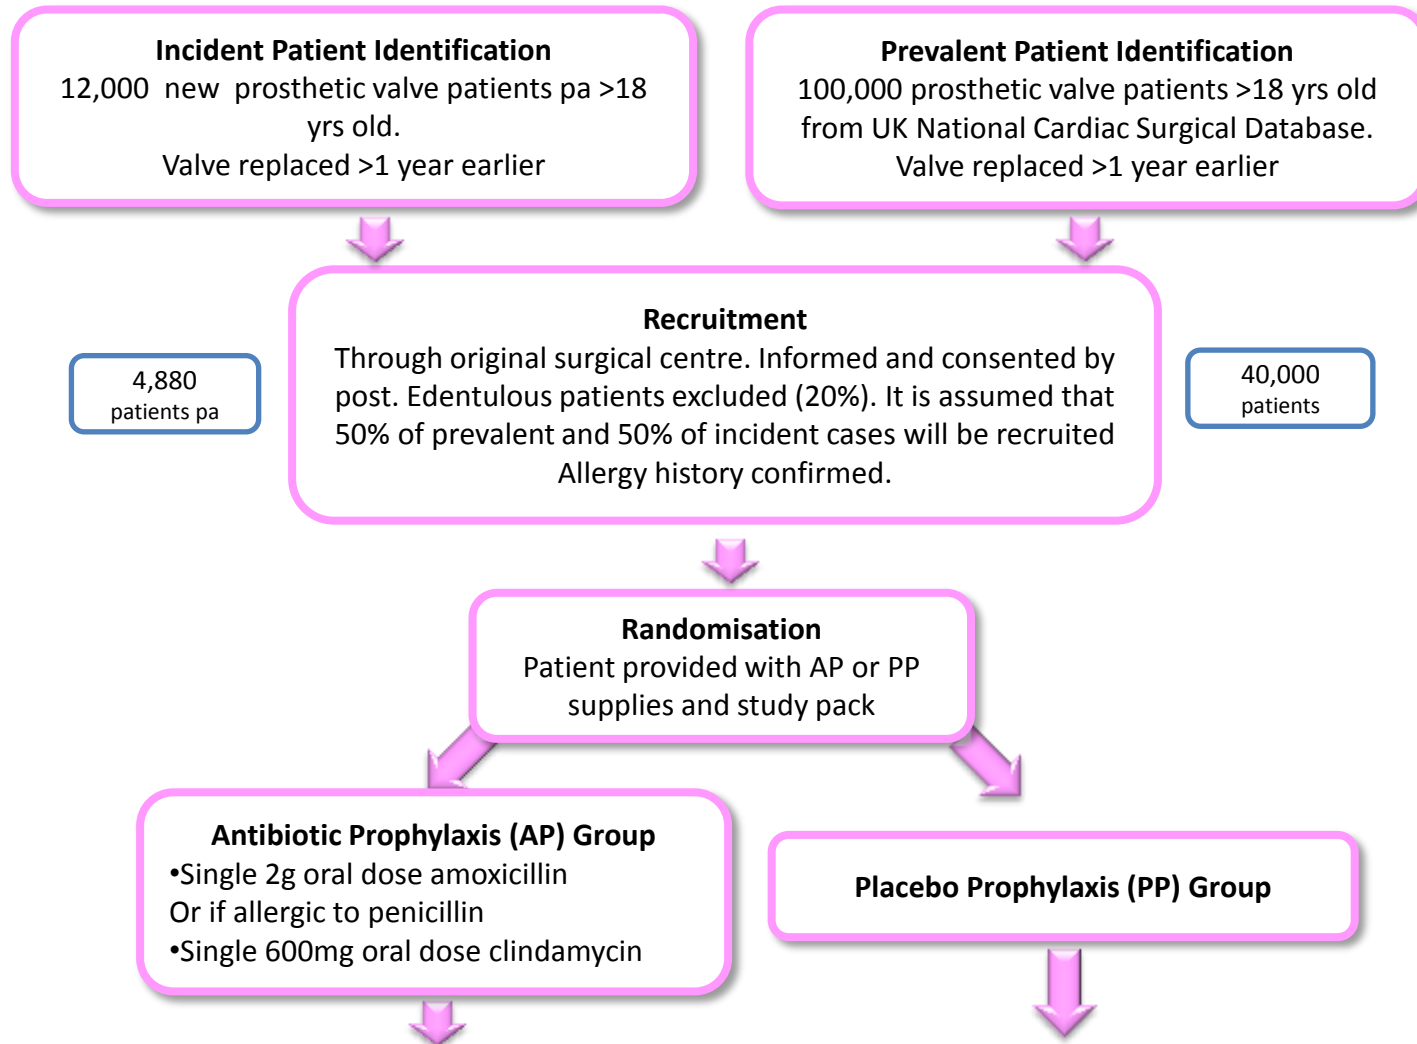 Incident Patient Identification
12,000 new prosthetic valve patients pa >18
yrs old.
Valve replaced >1 year earlier
Prevalent Patient Identification
100,000 prosthetic valve patients >18 yrs old
from UK National Cardiac Surgical Database.
Valve replaced >1 year earlier
4,880
patients pa
Recruitment
Through original surgical centre. Informed and consented by
post. Edentulous patients excluded (20%). It is assumed that
50% of prevalent and 50% of incident cases will be recruited
Allergy history confirmed.
40,000
patients
Randomisation
Patient provided with AP or PP
supplies and study pack
Antibiotic Prophylaxis (AP) Group
•Single 2g oral dose amoxicillin
Or if allergic to penicillin
•Single 600mg oral dose clindamycin
Placebo Prophylaxis (PP) Group